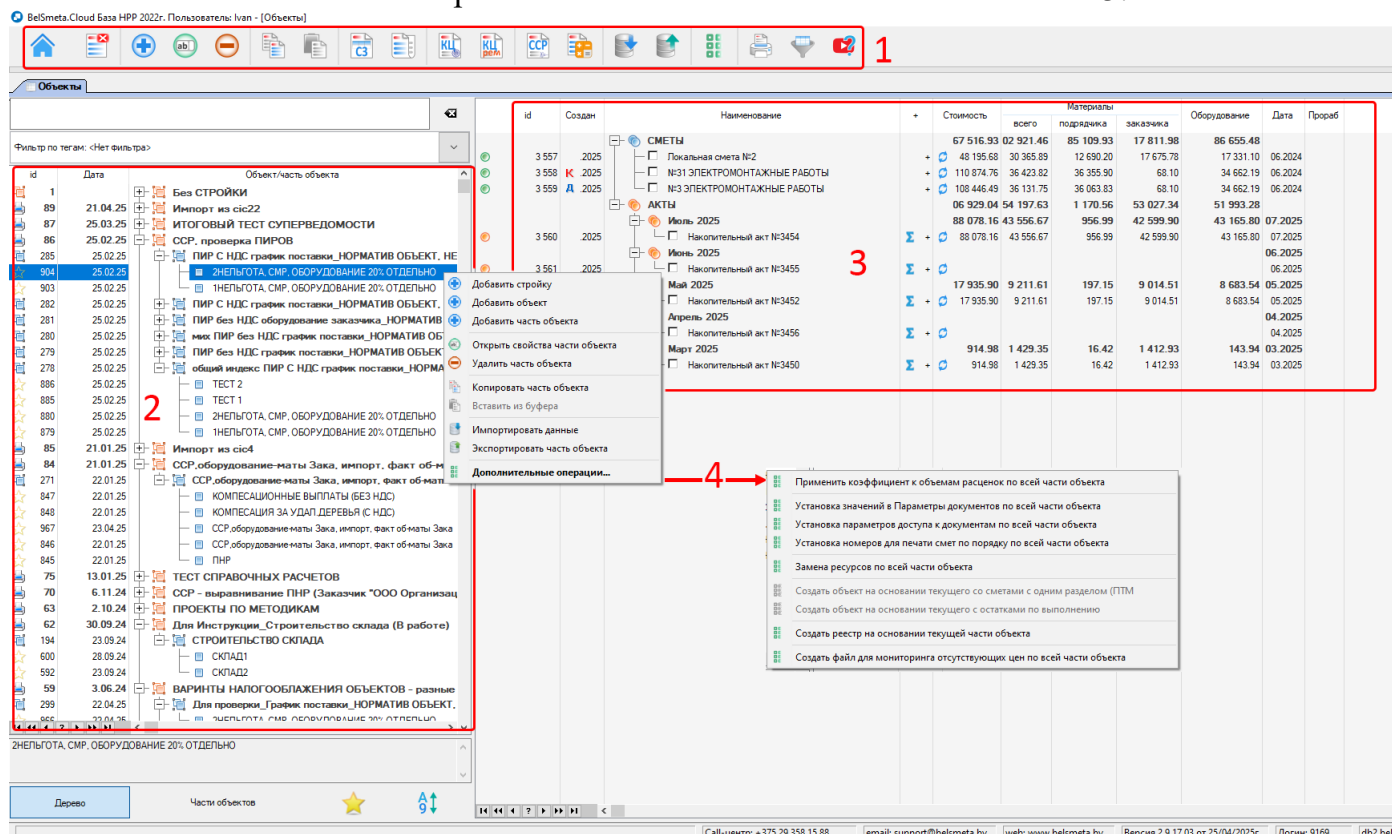 BelSmeta.Cloud База НРР 2022г. Пользователь: Ivan - [Объекты]
ab
СЗ
КЦ
КЦ рем
ССР
1
Объекты
Фильтр по тегам: <Нет фильтра>
id Дата Объект/часть объекта
1 Без СТРОЙКИ
89 21.04.25 Импорт из cic22
87 25.03.25 ИТОГОВЫЙ ТЕСТ СУПЕРВЕДОМОСТИ
86 25.02.25 ССР, проверка ПИРОВ
285 25.02.25 ПИР С НДС график поставки_НОРМАТИВ ОБЪЕКТ, НЕ
904 25.02.25 2НЕЛЬГОТА, СМР, ОБОРУДОВАНИЕ 20% ОТДЕЛЬНО
903 25.02.25 1НЕЛЬГОТА, СМР, ОБОРУДОВАНИЕ 20% ОТДЕЛЬНО
282 25.02.25 ПИР С НДС график поставки_НОРМАТИВ ОБЪЕКТ,
281 25.02.25 ПИР без НДС оборудование заказчика_НОРМАТИВ
280 25.02.25 мих ПИР без НДС график поставки_НОРМАТИВ ОБ
279 25.02.25 ПИР без НДС график поставки_НОРМАТИВ ОБЪЕКТ
278 25.02.25 общий индекс ПИР С НДС график поставки_НОРМА
886 25.02.25 ТЕСТ 2
885 25.02.25 ТЕСТ 1
880 25.02.25 2НЕЛЬГОТА, СМР, ОБОРУДОВАНИЕ 20% ОТДЕЛЬНО
879 25.02.25 1НЕЛЬГОТА, СМР, ОБОРУДОВАНИЕ 20% ОТДЕЛЬНО
2
85 21.01.25 Импорт из cic4
84 21.01.25 ССР,оборудование-маты Зака, импорт, факт об-м
271 22.01.25 ССР,оборудование-маты Зака, импорт, факт об-мат
847 22.01.25 КОМПЕСАЦИОННЫЕ ВЫПЛАТЫ (БЕЗ НДС)
848 22.01.25 КОМПЕСАЦИЯ ЗА УДАЛ.ДЕРЕВЬЯ (С НДС)
967 23.04.25 ССР,оборудование-маты Зака, импорт, факт об-маты Зака
846 22.01.25 ССР,оборудование-маты Зака, импорт, факт об-маты Зака
845 22.01.25 ПНР
75 13.01.25 ТЕСТ СПРАВОЧНЫХ РАСЧЕТОВ
70 6.11.24 ССР - выравнивание ПНР (Заказчик "ООО Организац
63 2.10.24 ПРОЕКТЫ ПО МЕТОДИКАМ
62 30.09.24 Для Инструкции_Строительство склада (В работе)
194 23.09.24 СТРОИТЕЛЬСТВО СКЛАДА
600 28.09.24 СКЛАД1
592 23.09.24 СКЛАД2
59 3.06.24 ВАРИНТЫ НАЛОГООБЛАЖЕНИЯ ОБЪЕКТОВ - разные
299 22.04.25 Для проверки_График поставки_НОРМАТИВ ОБЪЕКТ,
966 22.04.25 2НЕЛЬГОТА, СМР, ОБОРУДОВАНИЕ 20% ОТДЕЛЬНО
2НЕЛЬГОТА, СМР, ОБОРУДОВАНИЕ 20% ОТДЕЛЬНО
Дерево Части объектов А 9
id Создан Наименование + Стоимость Материалы Оборудование Дата Прораб
всего подрядчика заказчика
СМЕТЫ 67 516.93 02 921.46 85 109.93 17 811.98 86 655.48
3 557 .2025 Локальная смета №2 + 48 195.68 30 365.89 12 690.20 17 675.78 17 331.10 06.2024
3 558 К .2025 №31 ЭЛЕКТРОМОНТАЖНЫЕ РАБОТЫ + 110 874.76 36 423.82 36 355.90 68.10 34 662.19 06.2024
3 559 Д .2025 №3 ЭЛЕКТРОМОНТАЖНЫЕ РАБОТЫ + 108 446.49 36 131.75 36 063.83 68.10 34 662.19 06.2024
АКТЫ 06 929.04 54 197.63 1 170.56 53 027.34 51 993.28
Июль 2025 88 078.16 43 556.67 956.99 42 599.90 43 165.80 07.2025
3 560 .2025 Накопительный акт №3454 Σ + 88 078.16 43 556.67 956.99 42 599.90 43 165.80 07.2025
Июнь 2025 06.2025
3 561 .2025 Накопительный акт №3455 Σ + 06.2025
Май 2025 17 935.90 9 211.61 197.15 9 014.51 8 683.54 05.2025
Накопительный акт №3452 Σ + 17 935.90 9 211.61 197.15 9 014.51 8 683.54 05.2025
Апрель 2025 04.2025
Накопительный акт №3456 Σ + 04.2025
Март 2025 914.98 1 429.35 16.42 1 412.93 143.94 03.2025
Накопительный акт №3450 Σ + 914.98 1 429.35 16.42 1 412.93 143.94 03.2025
3
Добавить стройку
Добавить объект
Добавить часть объекта
Открыть свойства части объекта
Удалить часть объекта
Копировать часть объекта
Вставить из буфера
Импортировать данные
Экспортировать часть объекта
Дополнительные операции...
4
Применить коэффициент к объемам расценок по всей части объекта
Установка значений в Параметры документов по всей части объекта
Установка параметров доступа к документам по всей части объекта
Установка номеров для печати смет по порядку по всей части объекта
Замена ресурсов по всей части объекта
Создать объект на основании текущего со сметами с одним разделом (ПТМ
Создать объект на основании текущего с остатками по выполнению
Создать реестр на основании текущей части объекта
Создать файл для мониторинга отсутствующих цен по всей части объекта
Call-центр: +375 29 358 15 88 email: support@belsmeta.by web: www.belsmeta.by Версия 2.9.17.03 от 25/04/2025г. Логин: 9169